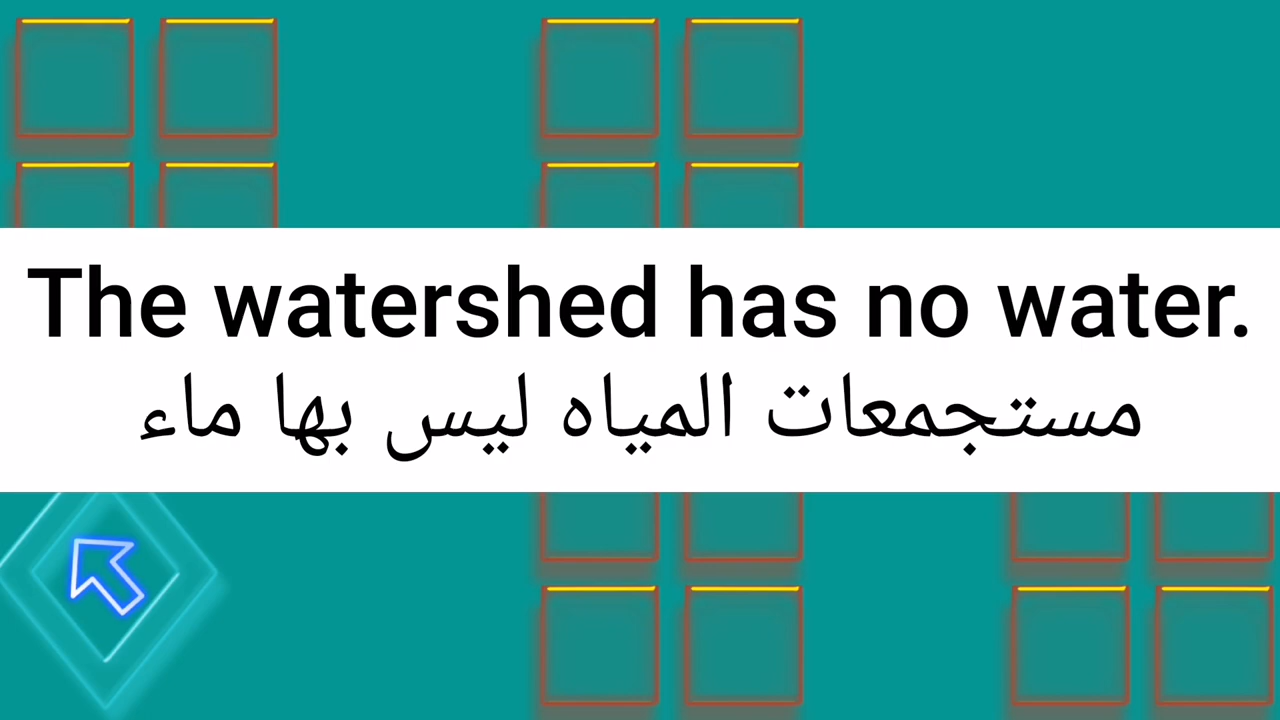 The watershed has no water.
مستجمعات المياه ليس بها ماء